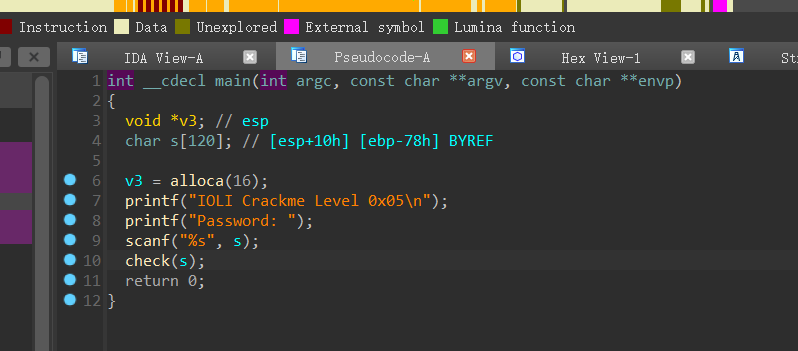 Instruction Data Unexplored External symbol Lumina function
IDA View-A Pseudocode-A Hex View-1 A
1 int __cdecl main(int argc, const char **argv, const char **envp)
2 {
3 void *v3; // esp
4 char s[120]; // [esp+10h] [ebp-78h] BYREF
5
6 v3 = alloca(16);
7 printf("IOLI Crackme Level 0x05\n");
8 printf("Password: ");
9 scanf("%s", s);
10 check(s);
11 return 0;
12 }